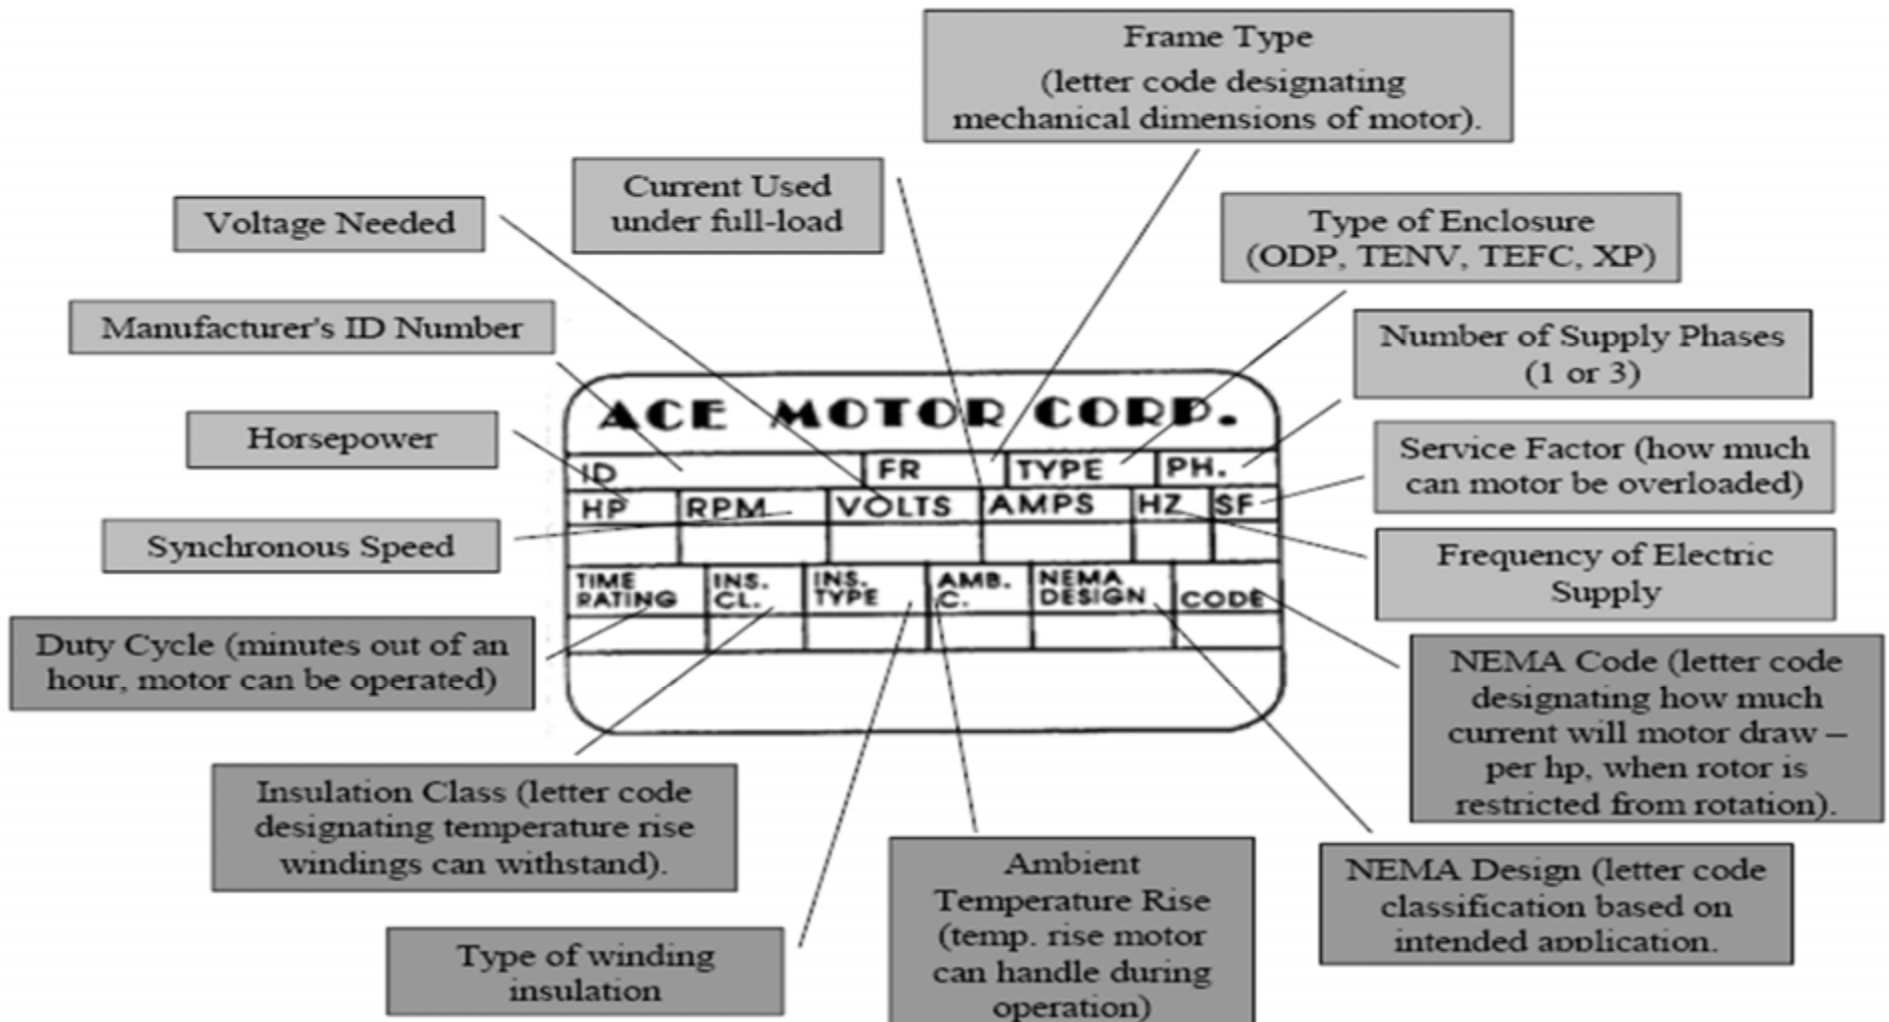 Frame Type
(letter code designating
mechanical dimensions of motor).
Current Used
under full-load
Voltage Needed
Type of Enclosure
(ODP, TENV, TEFC, XP)
Manufacturer's ID Number
Number of Supply Phases
(1 or 3)
Horsepower
Service Factor (how much
can motor be overloaded)
Synchronous Speed
Frequency of Electric
Supply
ACE MOTOR CORP.
ID FR TYPE PH.
HP RPM VOLTS AMPS HZ SF
TIME RATING INS. CL. INS. TYPE AMB. C. NEMA DESIGN CODE
Duty Cycle (minutes out of an
hour, motor can be operated)
NEMA Code (letter code
designating how much
current will motor draw –
per hp, when rotor is
restricted from rotation).
Insulation Class (letter code
designating temperature rise
windings can withstand).
Ambient
Temperature Rise
(temp. rise motor
can handle during
operation)
NEMA Design (letter code
classification based on
intended application.
Type of winding
insulation